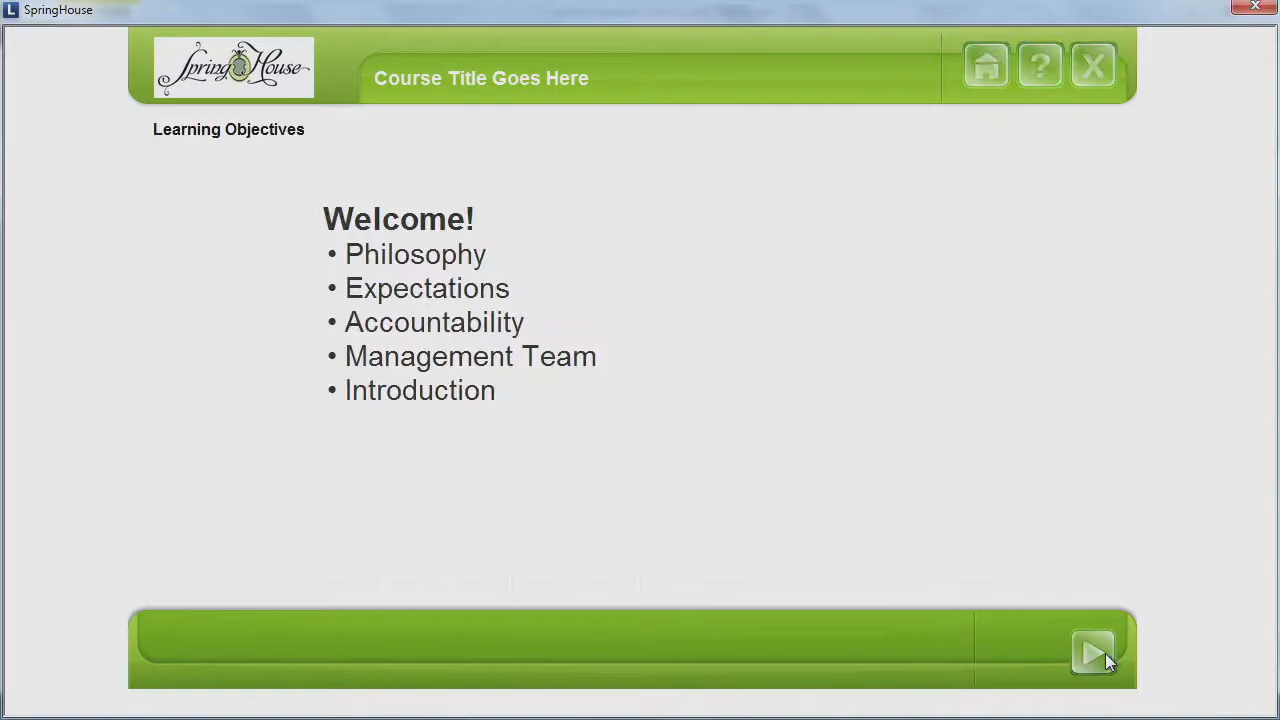 L SpringHouse
Spring House
Course Title Goes Here
? X
Learning Objectives
Welcome!
• Philosophy
• Expectations
• Accountability
• Management Team
• Introduction